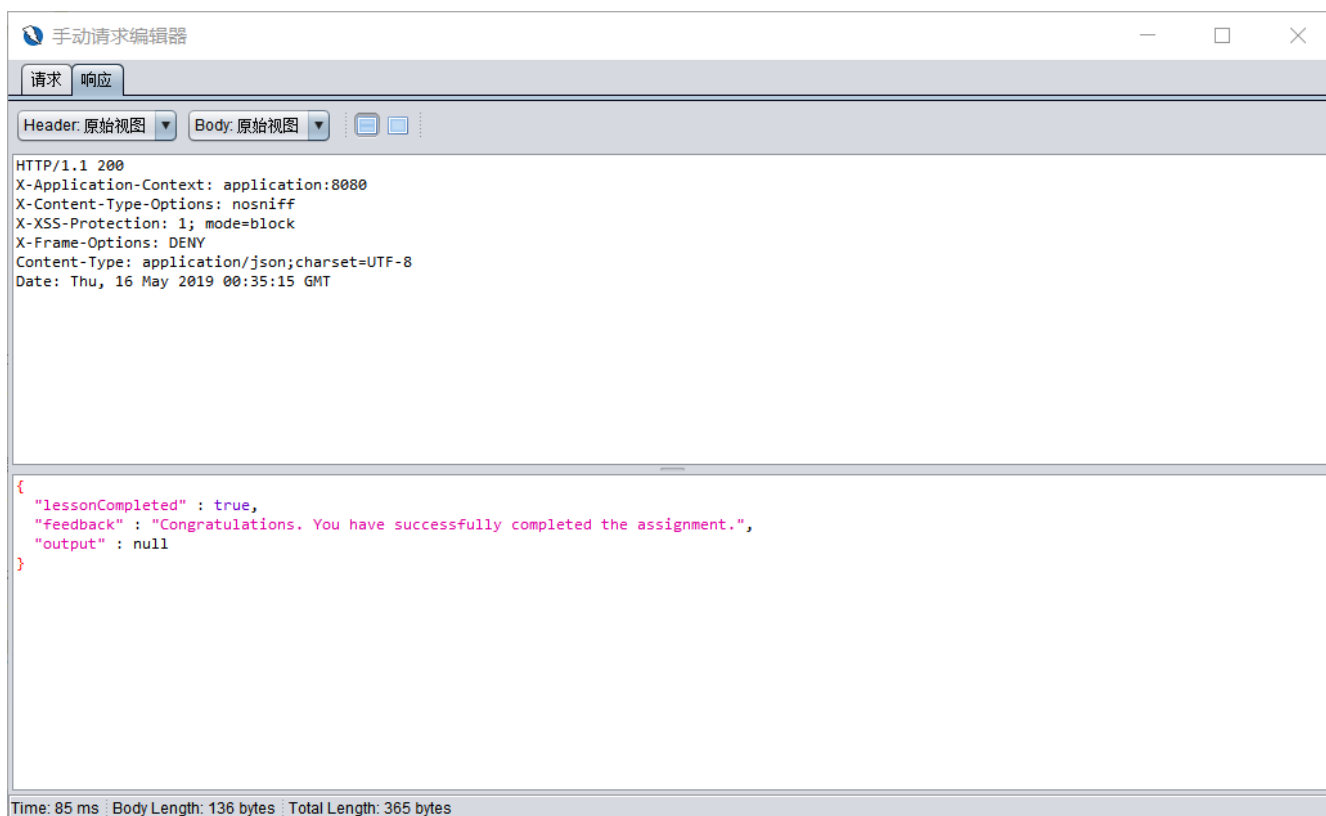 手动请求编辑器
请求 响应
Header: 原始视图 Body: 原始视图
HTTP/1.1 200
X-Application-Context: application:8080
X-Content-Type-Options: nosniff
X-XSS-Protection: 1; mode=block
X-Frame-Options: DENY
Content-Type: application/json;charset=UTF-8
Date: Thu, 16 May 2019 00:35:15 GMT
{
"lessonCompleted" : true,
"feedback" : "Congratulations. You have successfully completed the assignment.",
"output" : null
}
Time: 85 ms Body Length: 136 bytes Total Length: 365 bytes